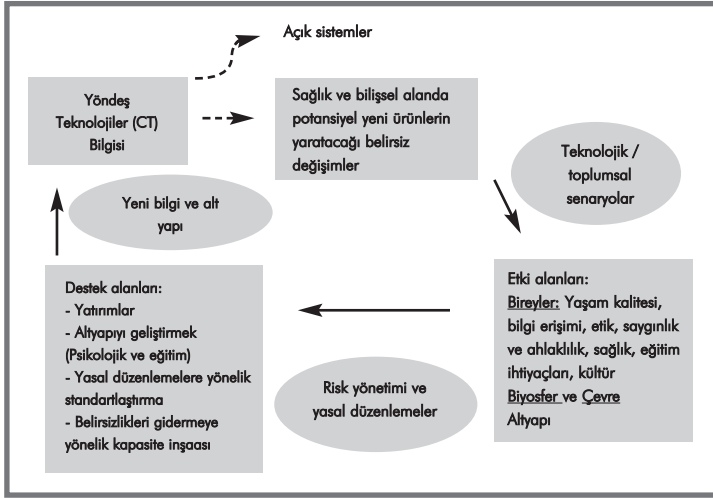 Açık sistemler
Yöndeş
Teknolojiler (CT)
Bilgisi
Sağlık ve bilişsel alanda
potansiyel yeni ürünlerin
yaratacağı belirsiz
değişimler
Teknolojik /
toplumsal
senaryolar
Yeni bilgi ve alt
yapı
Destek alanları:
- Yatırımlar
- Altyapıyı geliştirmek
(Psikolojik ve eğitim)
- Yasal düzenlemelere yönelik
standartlaştırma
- Belirsizlikleri gidermeye
yönelik kapasite inşaası
Risk yönetimi ve
yasal düzenlemeler
Etki alanları:
Bireyler: Yaşam kalitesi,
bilgi erişimi, etik, saygınlık
ve ahlaklılık, sağlık, eğitim
ihtiyaçları, kültür
Biyosfer ve Çevre
Altyapı